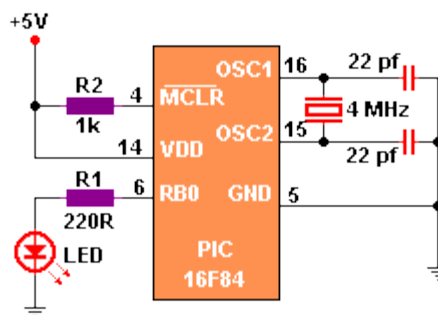 +5V
R2
1k
4
MCLR
14
VDD
R1
220R
6
RB0
LED
OSC1
16
22 pf
4 MHz
OSC2
15
22 pf
GND
5
PIC
16F84